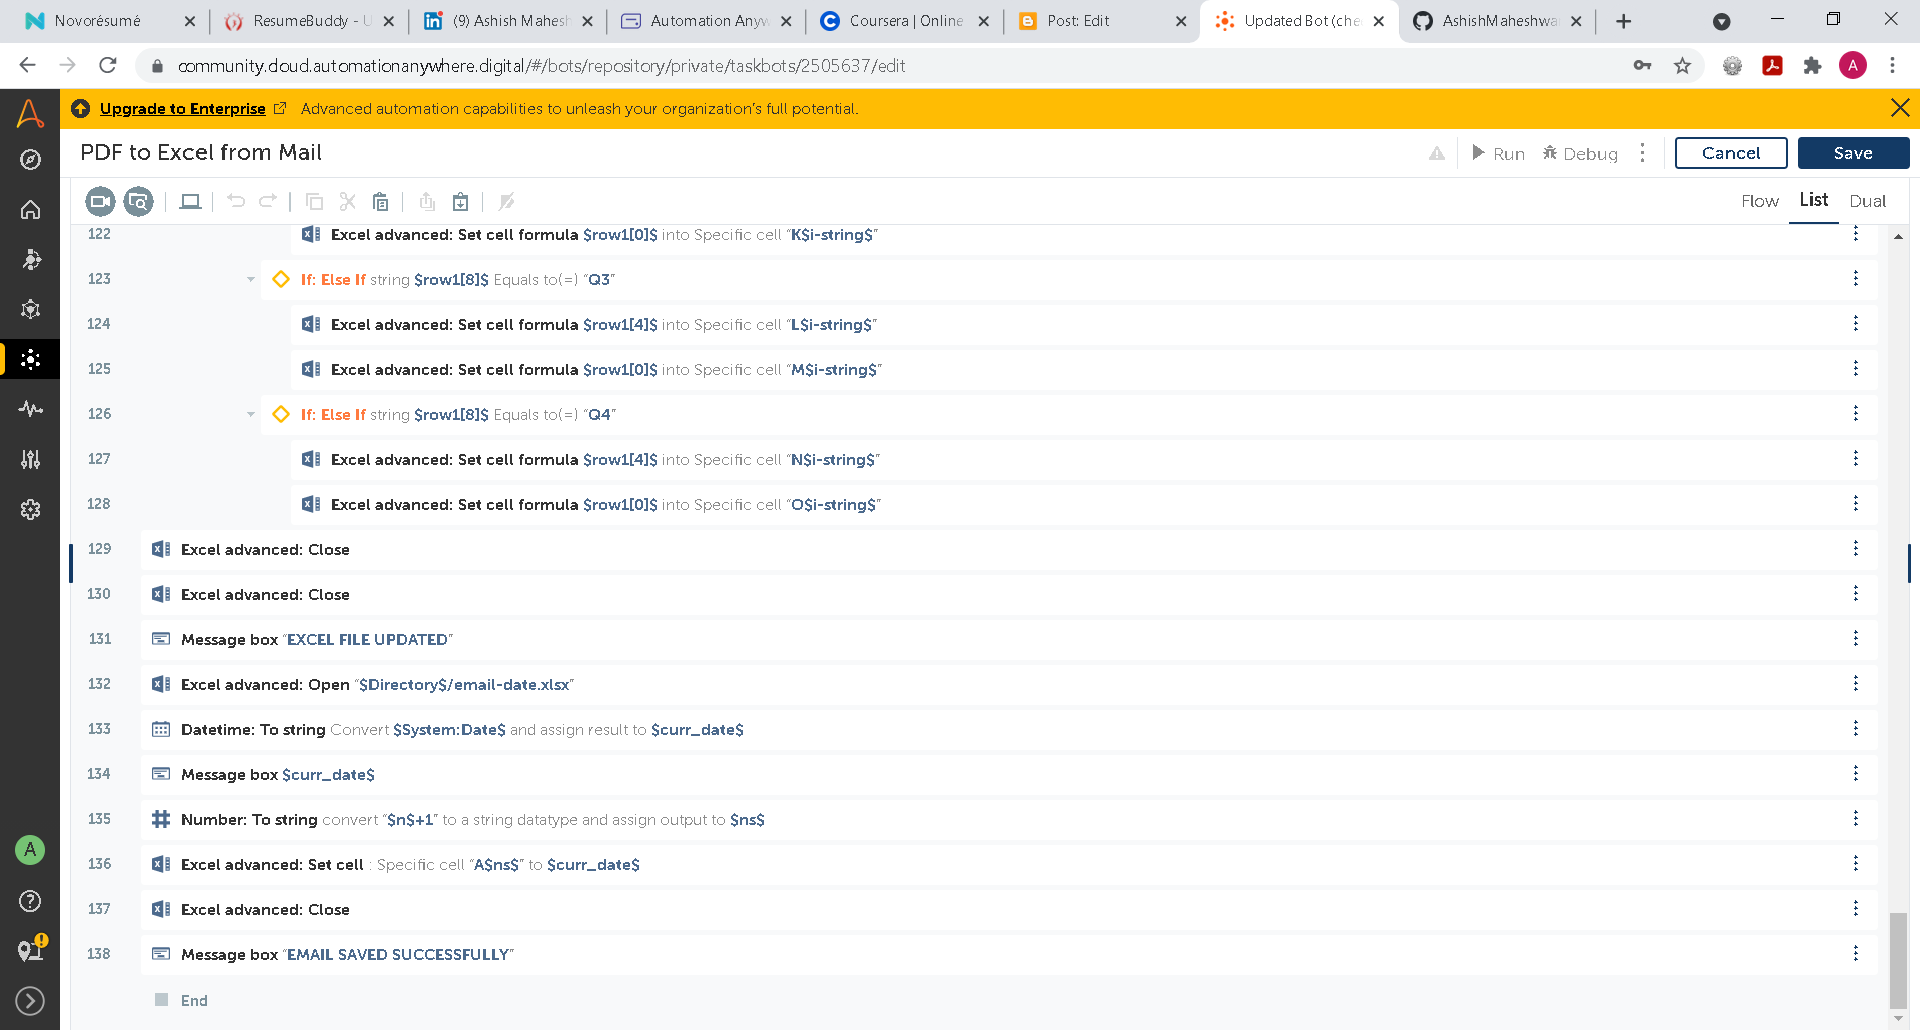 Novorésumé
ResumeBuddy - U
(9) Ashish Mahesh
Automation Anyw
Coursera | Online
Post: Edit
Updated Bot (che
AshishMaheshwa
community.cloud.automationanywhere.digital/#/bots/repository/private/taskbots/2505637/edit
A
Upgrade to Enterprise Advanced automation capabilities to unleash your organization's full potential.
PDF to Excel from Mail
Run Debug Cancel Save
Flow List Dual
122 Excel advanced: Set cell formula $row1[0]$ into Specific cell “K$i-string$”
123 If: Else If string $row1[8]$ Equals to(=) “Q3”
124 Excel advanced: Set cell formula $row1[4]$ into Specific cell “L$i-string$”
125 Excel advanced: Set cell formula $row1[0]$ into Specific cell “M$i-string$”
126 If: Else If string $row1[8]$ Equals to(=) “Q4”
127 Excel advanced: Set cell formula $row1[4]$ into Specific cell “N$i-string$”
128 Excel advanced: Set cell formula $row1[0]$ into Specific cell “O$i-string$”
129 Excel advanced: Close
130 Excel advanced: Close
131 Message box “EXCEL FILE UPDATED”
132 Excel advanced: Open “$Directory$/email-date.xlsx”
133 Datetime: To string Convert $System:Date$ and assign result to $curr_date$
134 Message box $curr_date$
135 Number: To string convert “$n$+1” to a string datatype and assign output to $ns$
136 Excel advanced: Set cell : Specific cell “A$ns$” to $curr_date$
137 Excel advanced: Close
138 Message box “EMAIL SAVED SUCCESSFULLY”
End
A